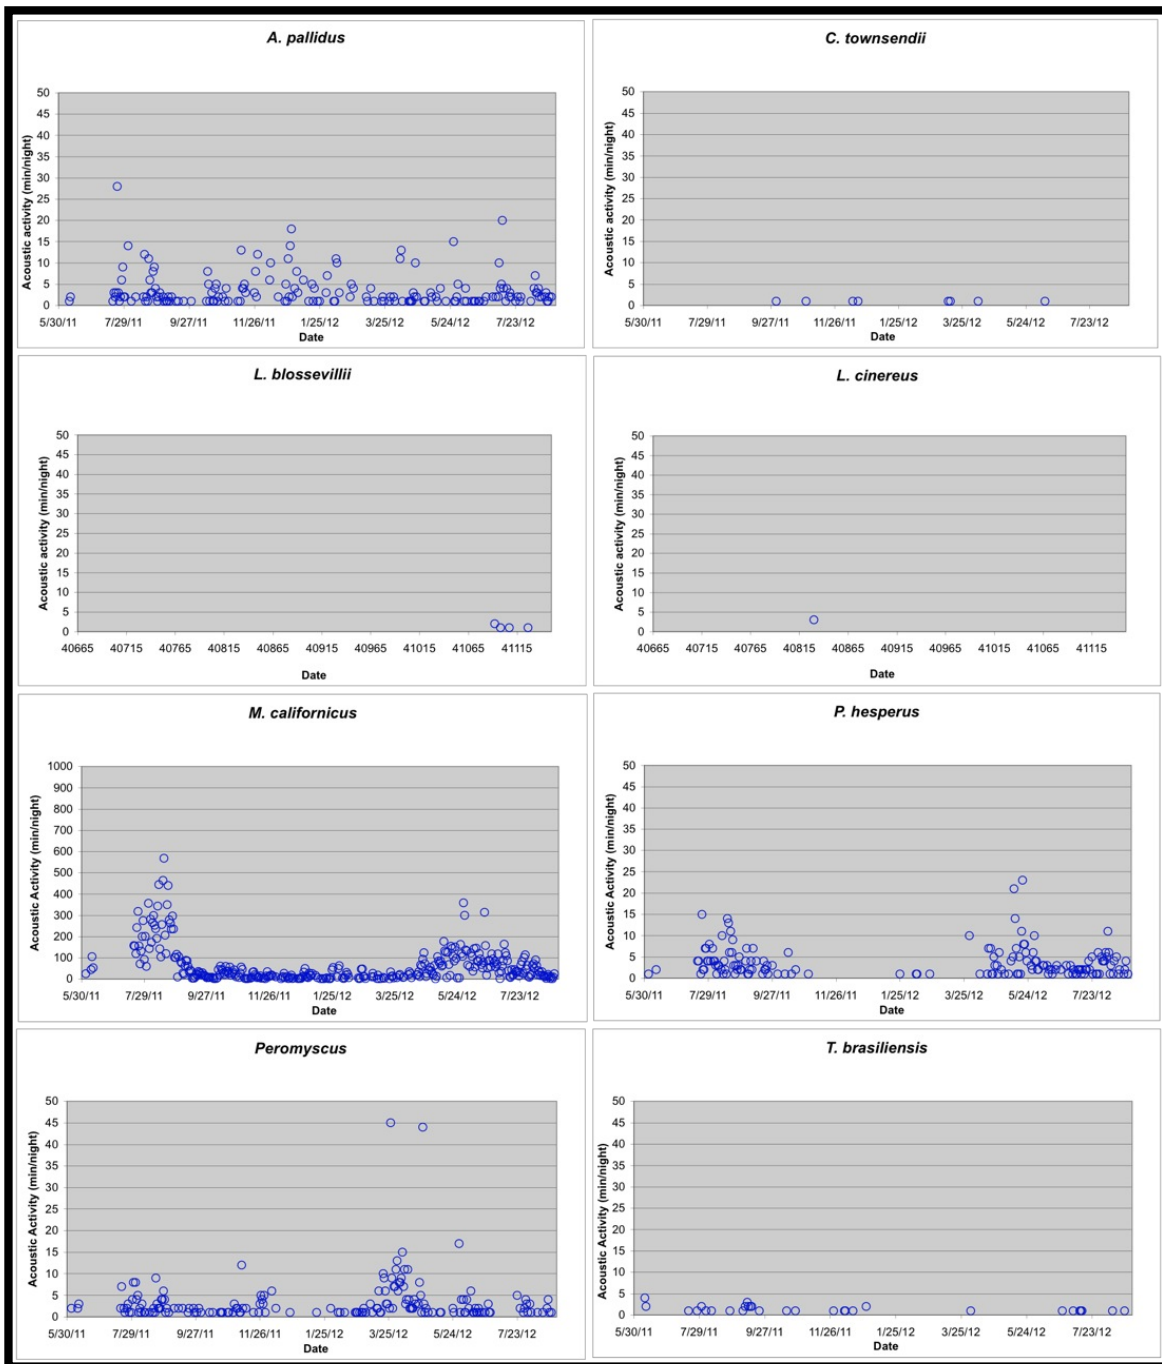 A. pallidus
50
45
40
35
30
25
20
15
10
5
0
Acoustic activity (min/night)
5/30/11 7/29/11 9/27/11 11/26/11 1/25/12 3/25/12 5/24/12 7/23/12
Date
C. townsendii
50
45
40
35
30
25
20
15
10
5
0
Acoustic activity (min/night)
5/30/11 7/29/11 9/27/11 11/26/11 1/25/12 3/25/12 5/24/12 7/23/12
Date
L. blossevillii
50
45
40
35
30
25
20
15
10
5
0
Acoustic activity (min/night)
40665 40715 40765 40815 40865 40915 40965 41015 41065 41115
Date
L. cinereus
50
45
40
35
30
25
20
15
10
5
0
Acoustic activity (min/night)
40665 40715 40765 40815 40865 40915 40965 41015 41065 41115
Date
M. californicus
1000
900
800
700
600
500
400
300
200
100
0
Acoustic Activity (min/night)
5/30/11 7/29/11 9/27/11 11/26/11 1/25/12 3/25/12 5/24/12 7/23/12
Date
P. hesperus
50
45
40
35
30
25
20
15
10
5
0
Acoustic Activity (min/night)
5/30/11 7/29/11 9/27/11 11/26/11 1/25/12 3/25/12 5/24/12 7/23/12
Date
Peromyscus
50
45
40
35
30
25
20
15
10
5
0
Acoustic Activity (min/night)
5/30/11 7/29/11 9/27/11 11/26/11 1/25/12 3/25/12 5/24/12 7/23/12
Date
T. brasiliensis
50
45
40
35
30
25
20
15
10
5
0
Acoustic Activity (min/night)
5/30/11 7/29/11 9/27/11 11/26/11 1/25/12 3/25/12 5/24/12 7/23/12
Date